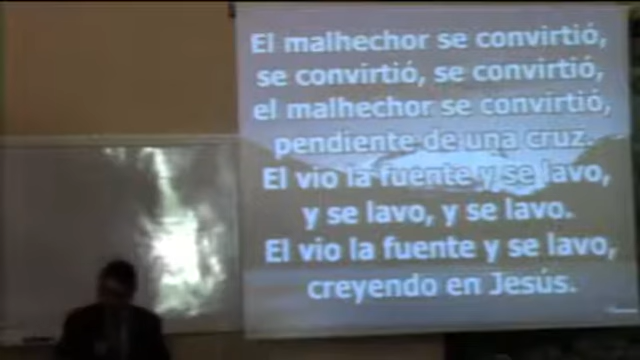 El malhechor se convirtió,
se convirtió, se convirtió,
el malhechor se convirtió,
pendiente de una cruz.
El vio la fuente y se lavo,
y se lavo, y se lavo.
El vio la fuente y se lavo,
creyendo en Jesús.